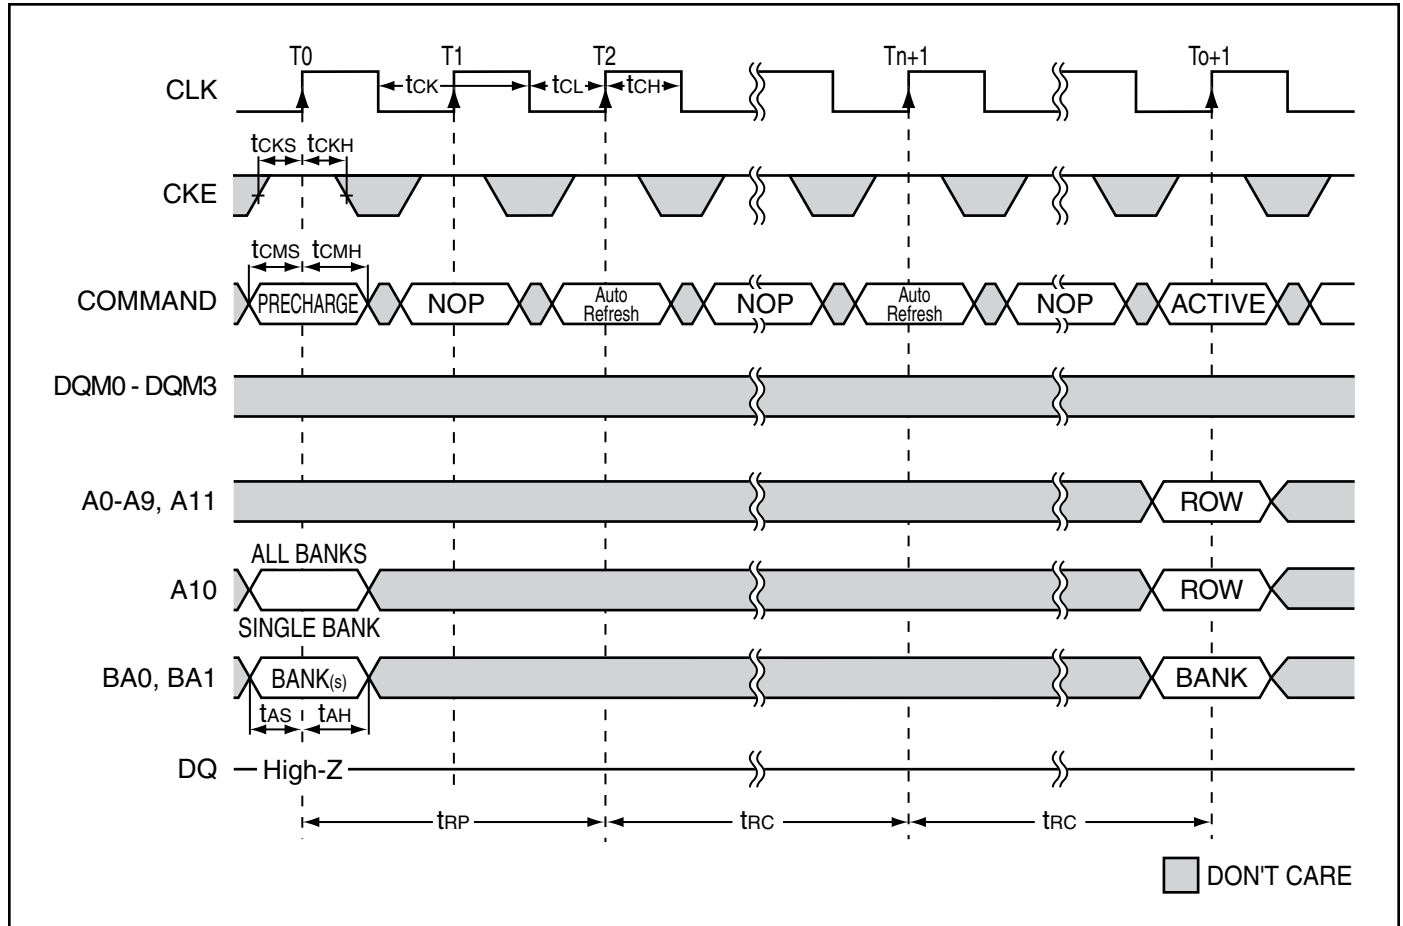 T0 T1 T2 Tn+1 To+1
CLK tCK tCL tCH
tCKS tCKH
CKE
tCMS tCMH
COMMAND PRECHARGE NOP Auto Refresh NOP Auto Refresh NOP ACTIVE
DQM0 - DQM3
A0-A9, A11 ROW
ALL BANKS
A10 ROW
SINGLE BANK
BA0, BA1 BANK(s) BANK
tAS tAH
DQ High-Z
tRP tRC tRC
DON'T CARE